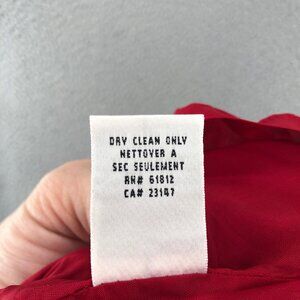 DRY CLEAN ONLY
NETTOYER A
SEC SEULEMENT
RN# 61812
CA# 23147